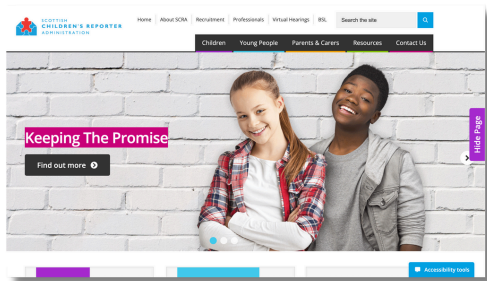 SCOTTISH
CHILDREN'S REPORTER
ADMINISTRATION
Home About SCRA Recruitment Professionals Virtual Hearings BSL Search the site
Children Young People Parents & Carers Resources Contact Us
Keeping The Promise
Find out more
Hide Page
Accessibility tools